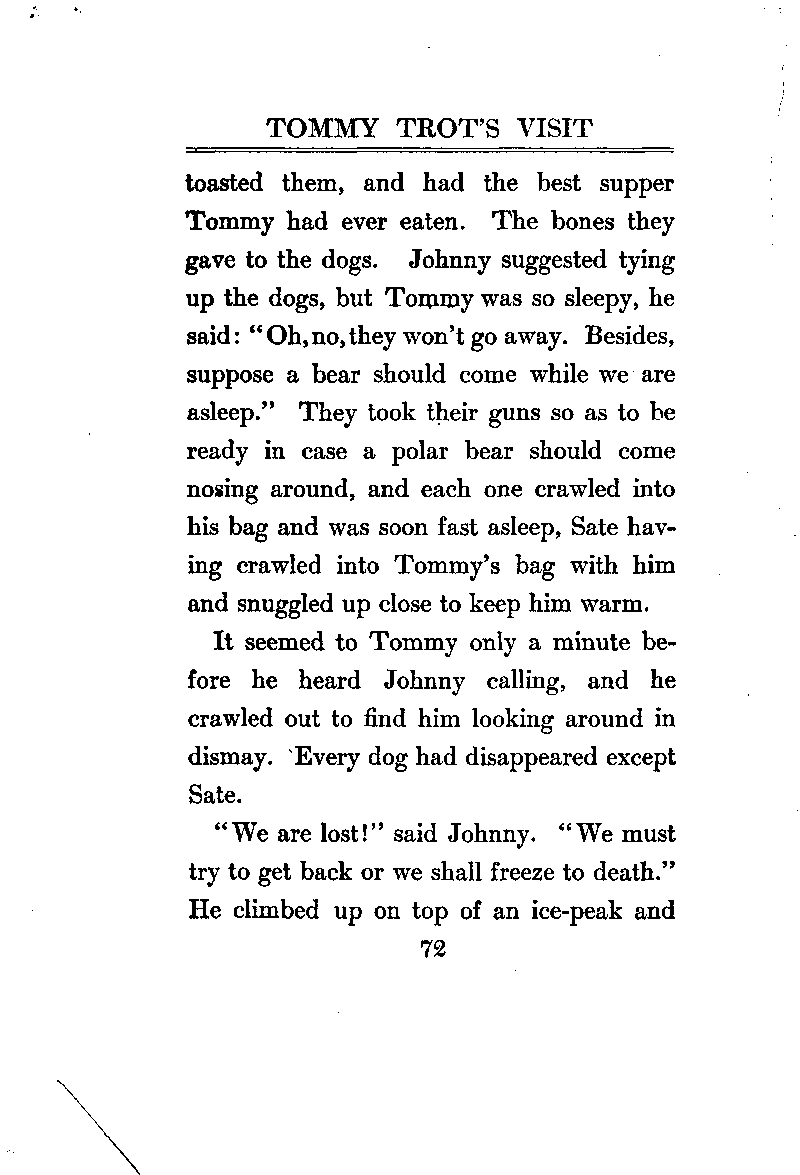 TOMMY TROT'S VISIT
toasted them, and had the best supper
Tommy had ever eaten. The bones they
gave to the dogs. Johnny suggested tying
up the dogs, but Tommy was so sleepy, he
said: “Oh, no, they won't go away. Besides,
suppose a bear should come while we are
asleep.” They took their guns so as to be
ready in case a polar bear should come
nosing around, and each one crawled into
his bag and was soon fast asleep, Sate hav-
ing crawled into Tommy's bag with him
and snuggled up close to keep him warm.
It seemed to Tommy only a minute be-
fore he heard Johnny calling, and he
crawled out to find him looking around in
dismay. Every dog had disappeared except
Sate.
“We are lost!” said Johnny. “We must
try to get back or we shall freeze to death.”
He climbed up on top of an ice-peak and
72